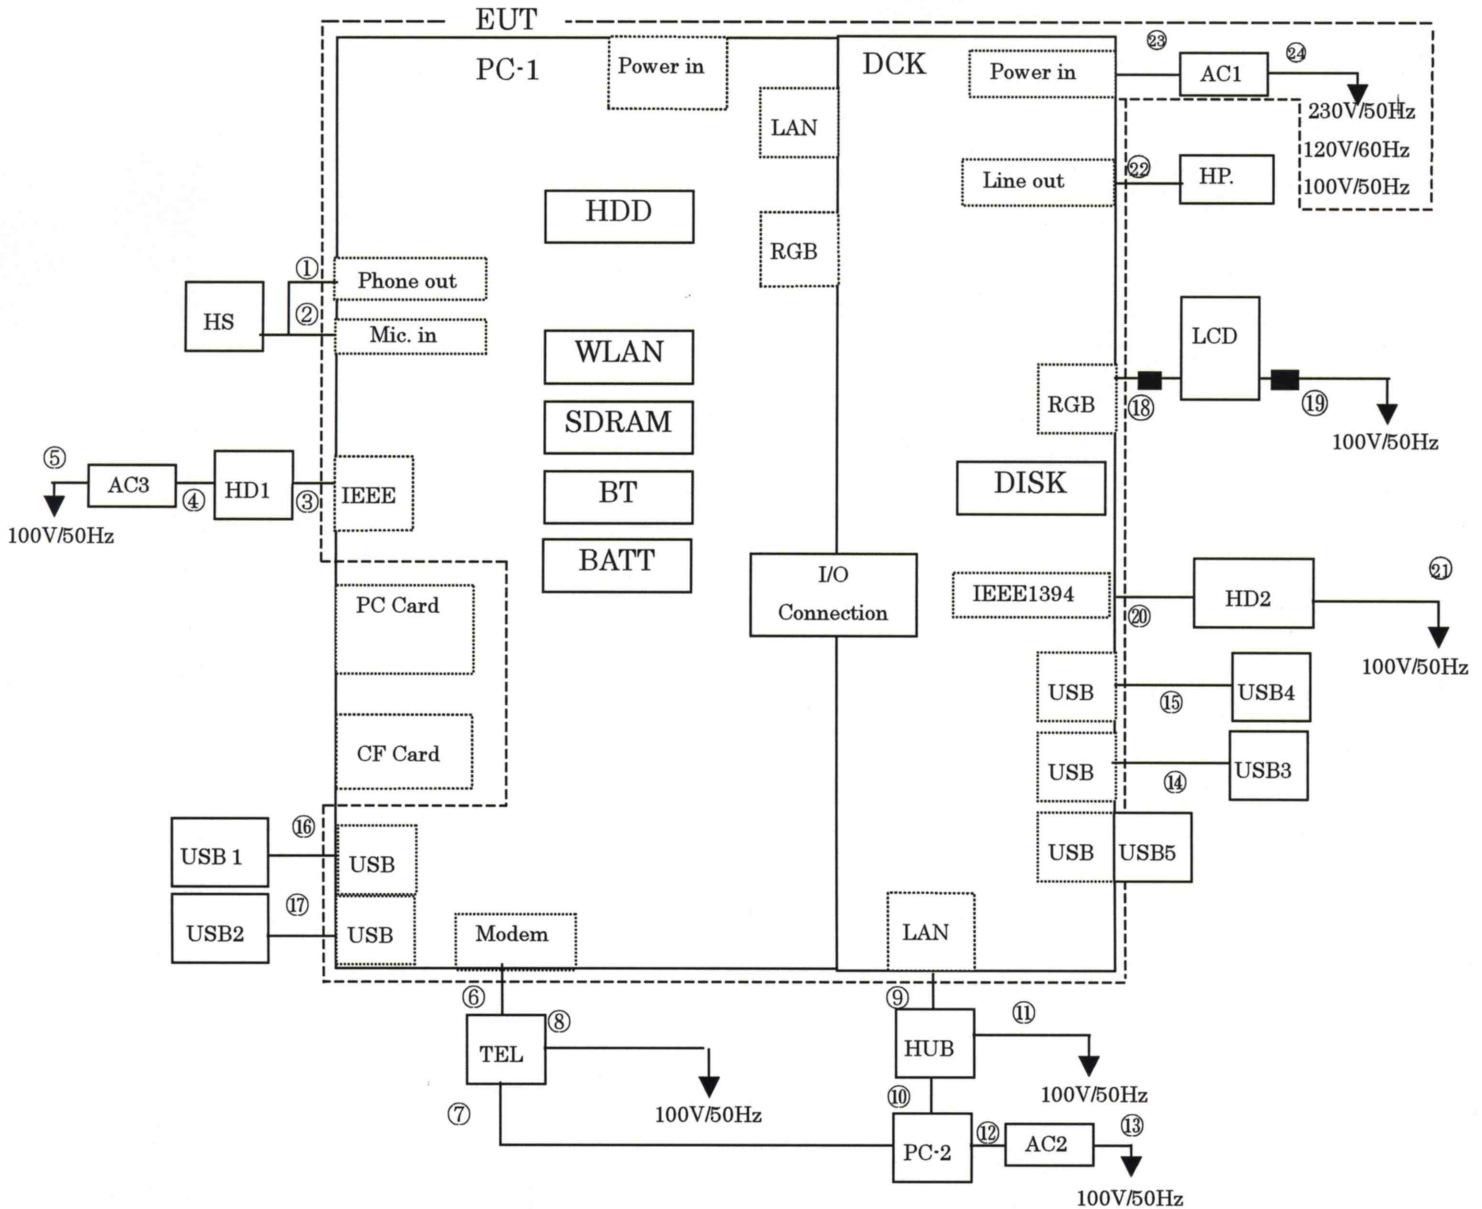 EUT
PC-1
Power in
DCK
Power in
㉓
AC1
㉔
230V/50Hz
120V/60Hz
100V/50Hz
LAN
Line out
㉒
HP.
HDD
RGB
①
Phone out
②
Mic. in
HS
WLAN
LCD
RGB
⑱
⑲
100V/50Hz
SDRAM
⑤
AC3
④
HD1
③
IEEE
100V/50Hz
BT
DISK
BATT
I/O
Connection
IEEE1394
⑳
HD2
㉑
100V/50Hz
PC Card
USB
⑮
USB4
CF Card
USB
⑭
USB3
USB 1
⑯
USB
USB
USB5
USB2
⑰
USB
Modem
LAN
⑥
⑧
TEL
100V/50Hz
⑦
⑨
HUB
⑪
100V/50Hz
⑩
PC-2
⑫
AC2
⑬
100V/50Hz